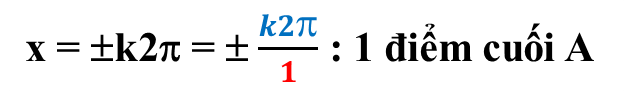 x = ±k2π = ± k2π/1 : 1 điểm cuối A